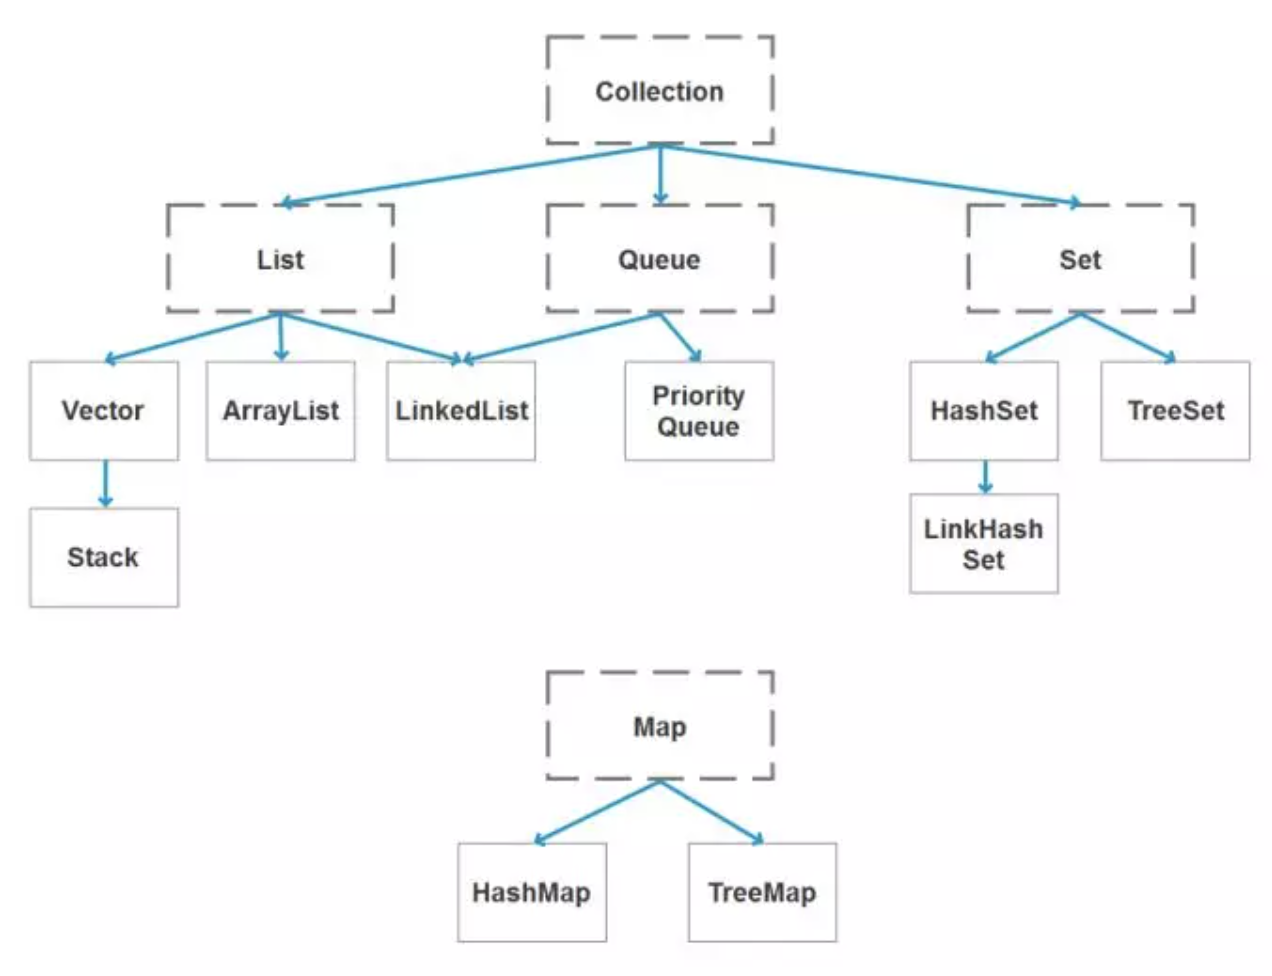 Collection
List
Queue
Set
Vector
ArrayList
LinkedList
Priority
Queue
HashSet
TreeSet
Stack
LinkHash
Set
Map
HashMap
TreeMap